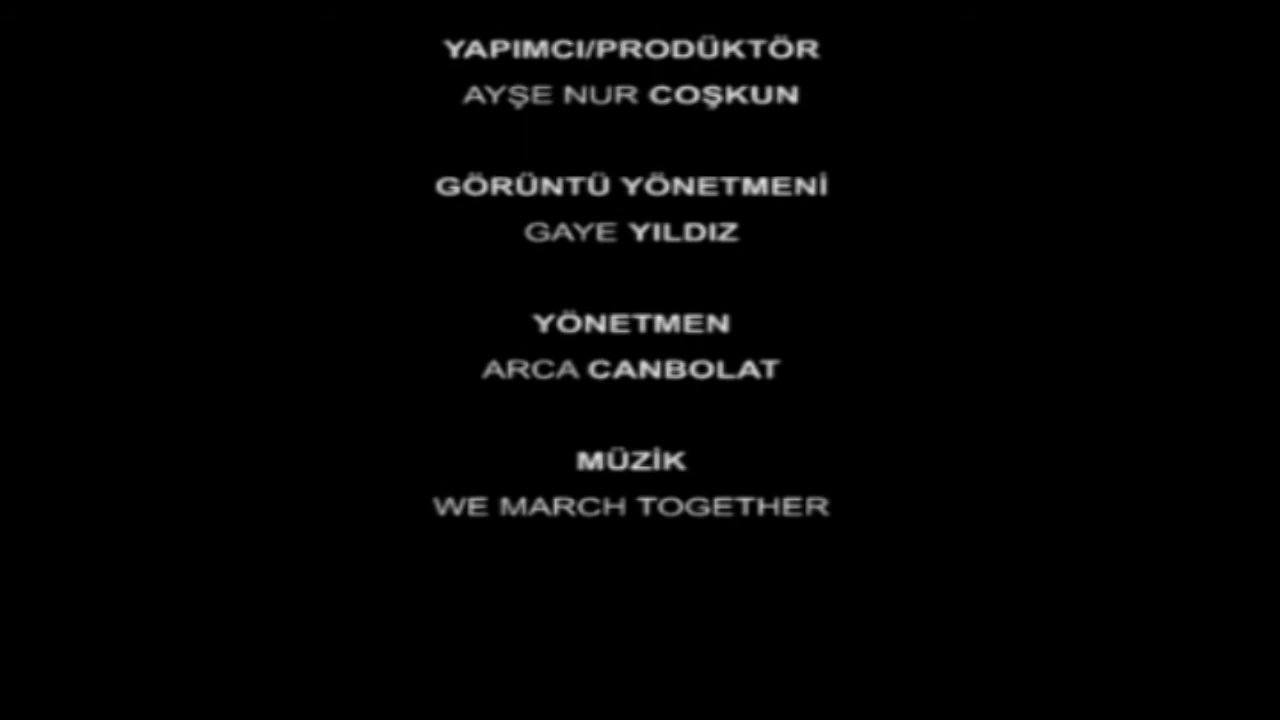 YAPIMCI/PRODÜKTÖR
AYŞE NUR COŞKUN
GÖRÜNTÜ YÖNETMENİ
GAYE YILDIZ
YÖNETMEN
ARCA CANBOLAT
MÜZİK
WE MARCH TOGETHER